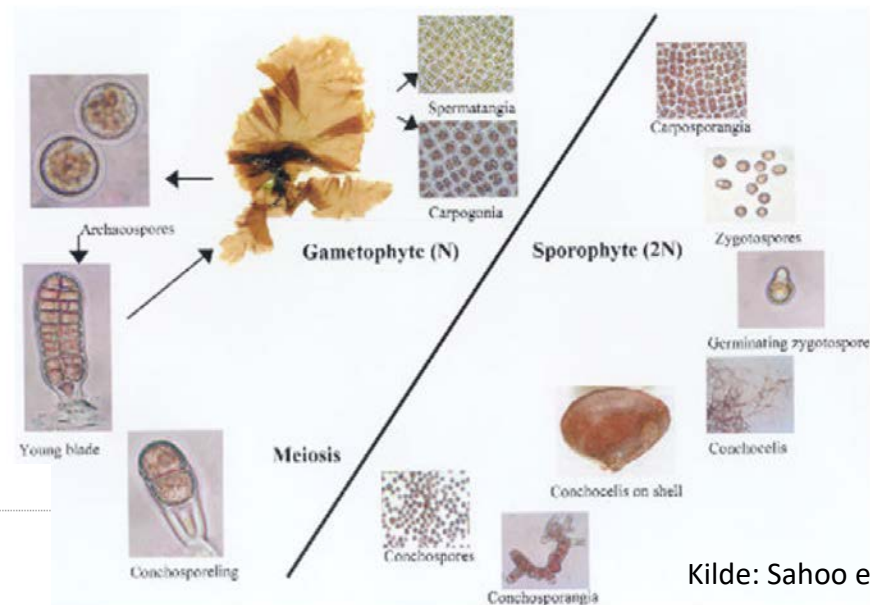 Spermatangia
Carpogonia
Archaeospores
Gametophyte (N)
Young blade
Conchosporeling
Meiosis
Sporophyte (2N)
Carposporangia
Zygotospores
Germinating zygotospore
Conchocelis
Conchocelis on shell
Conchospores
Conchosporangia
Kilde: Sahoo e